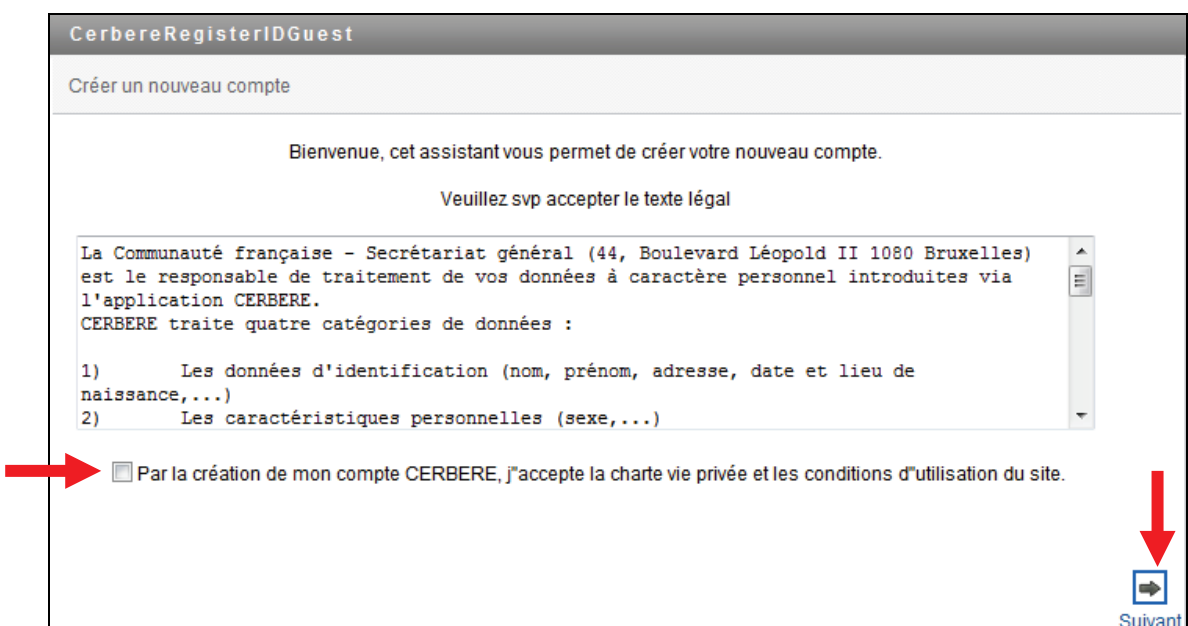 CerbereRegisterIDGuest
Créer un nouveau compte
Bienvenue, cet assistant vous permet de créer votre nouveau compte.
Veuillez svp accepter le texte légal
La Communauté française - Secrétariat général (44, Boulevard Léopold II 1080 Bruxelles)
est le responsable de traitement de vos données à caractère personnel introduites via
l'application CERBERE.
CERBERE traite quatre catégories de données :
1) Les données d'identification (nom, prénom, adresse, date et lieu de
naissance,...)
2) Les caractéristiques personnelles (sexe,...)
Par la création de mon compte CERBERE, j"accepte la charte vie privée et les conditions d"utilisation du site.
Suivant